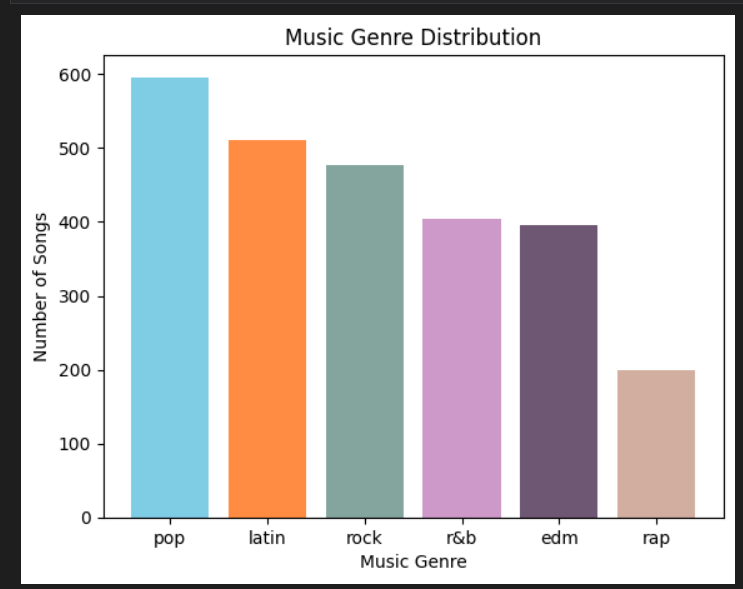 Music Genre Distribution
600
500
400
300
200
100
0
Number of Songs
pop latin rock r&b edm rap
Music Genre